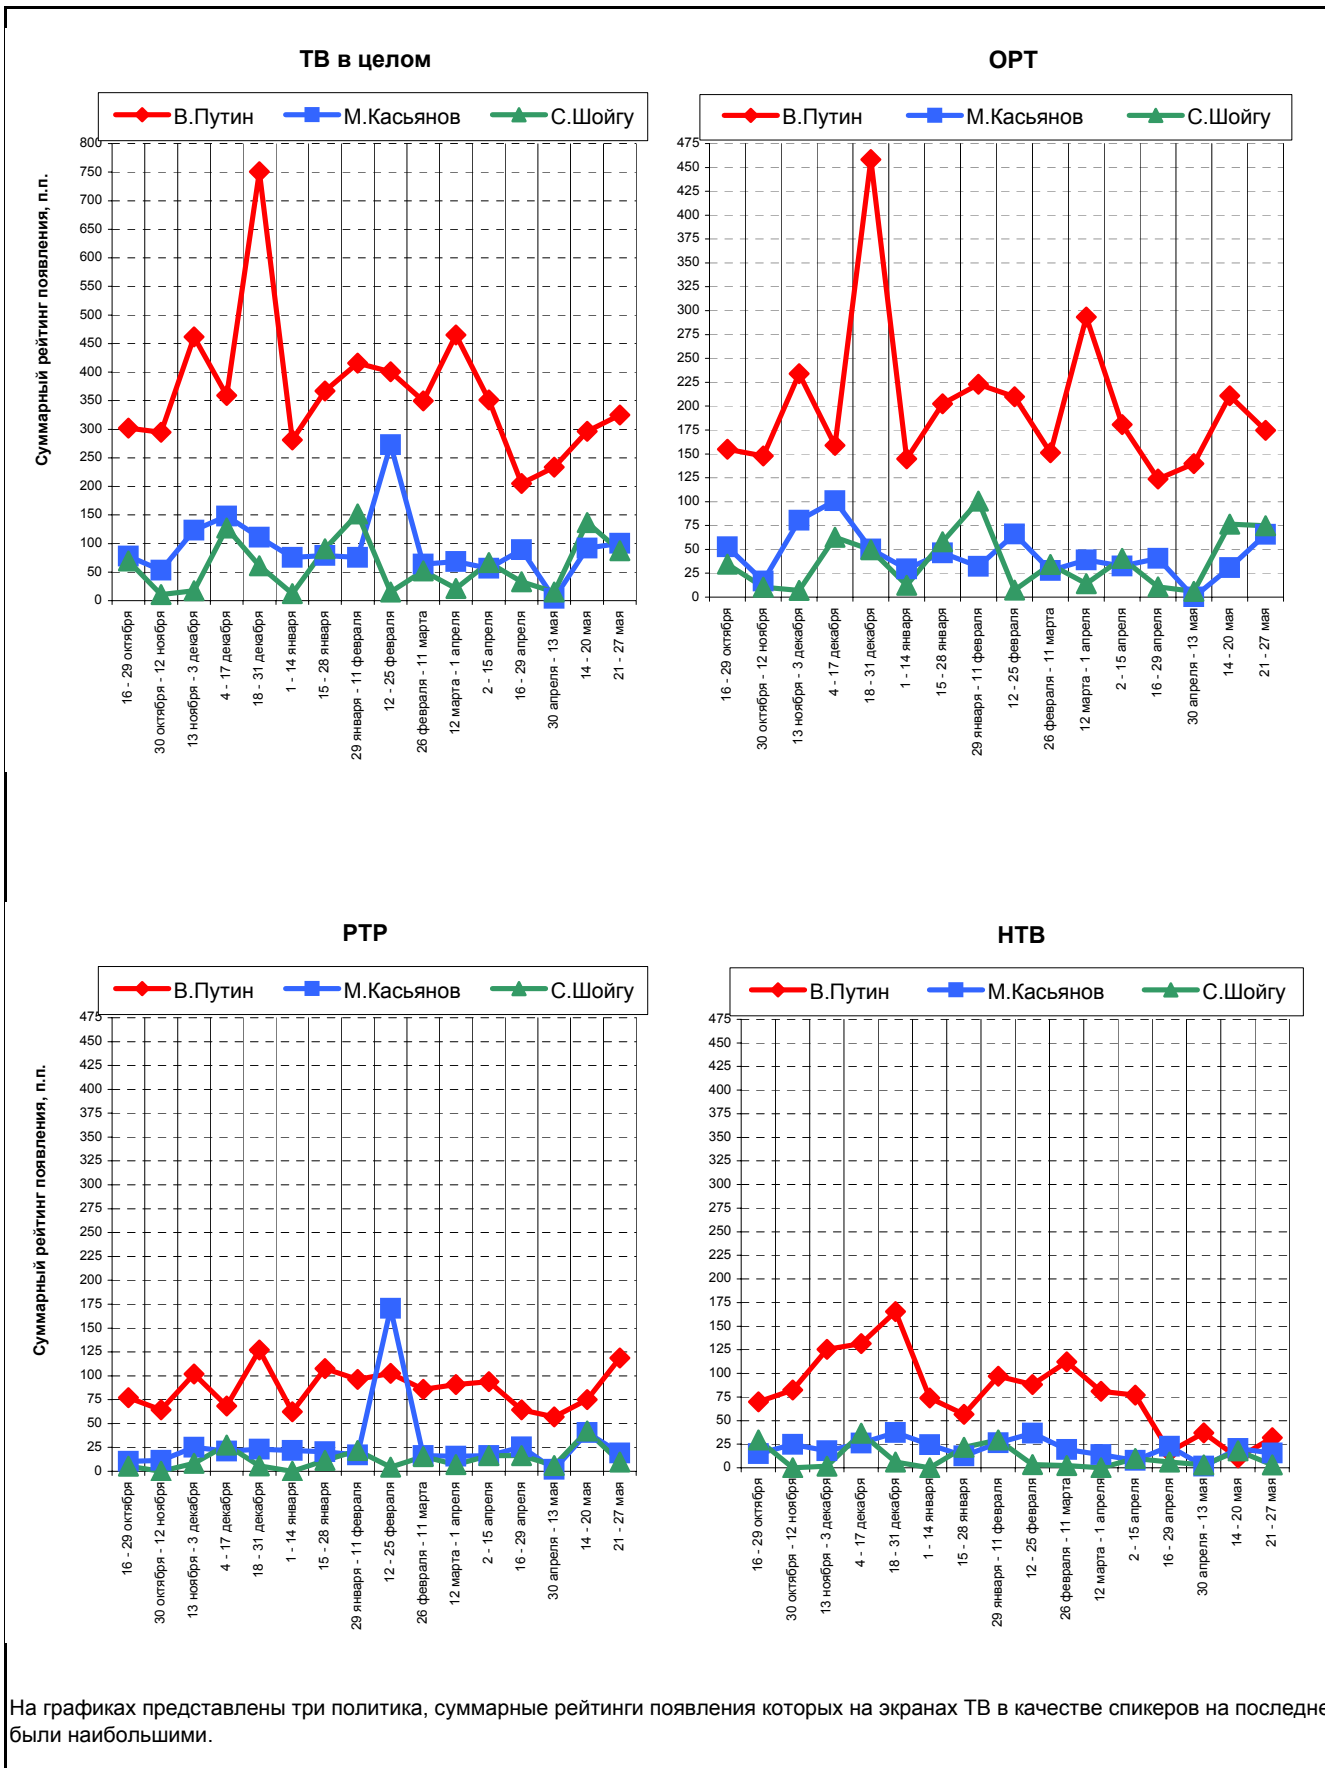 ТВ в целом
В.Путин М.Касьянов С.Шойгу
Суммарный рейтинг появления, п.п.
800
750
700
650
600
550
500
450
400
350
300
250
200
150
100
50
0
16 - 29 октября
30 октября - 12 ноября
13 ноября - 3 декабря
4 - 17 декабря
18 - 31 декабря
1 - 14 января
15 - 28 января
29 января - 11 февраля
12 - 25 февраля
26 февраля - 11 марта
12 марта - 1 апреля
2 - 15 апреля
16 - 29 апреля
30 апреля - 13 мая
14 - 20 мая
21 - 27 мая
ОРТ
В.Путин М.Касьянов С.Шойгу
475
450
425
400
375
350
325
300
275
250
225
200
175
150
125
100
75
50
25
0
16 - 29 октября
30 октября - 12 ноября
13 ноября - 3 декабря
4 - 17 декабря
18 - 31 декабря
1 - 14 января
15 - 28 января
29 января - 11 февраля
12 - 25 февраля
26 февраля - 11 марта
12 марта - 1 апреля
2 - 15 апреля
16 - 29 апреля
30 апреля - 13 мая
14 - 20 мая
21 - 27 мая
РТР
В.Путин М.Касьянов С.Шойгу
Суммарный рейтинг появления, п.п.
475
450
425
400
375
350
325
300
275
250
225
200
175
150
125
100
75
50
25
0
16 - 29 октября
30 октября - 12 ноября
13 ноября - 3 декабря
4 - 17 декабря
18 - 31 декабря
1 - 14 января
15 - 28 января
29 января - 11 февраля
12 - 25 февраля
26 февраля - 11 марта
12 марта - 1 апреля
2 - 15 апреля
16 - 29 апреля
30 апреля - 13 мая
14 - 20 мая
21 - 27 мая
НТВ
В.Путин М.Касьянов С.Шойгу
475
450
425
400
375
350
325
300
275
250
225
200
175
150
125
100
75
50
25
0
16 - 29 октября
30 октября - 12 ноября
13 ноября - 3 декабря
4 - 17 декабря
18 - 31 декабря
1 - 14 января
15 - 28 января
29 января - 11 февраля
12 - 25 февраля
26 февраля - 11 марта
12 марта - 1 апреля
2 - 15 апреля
16 - 29 апреля
30 апреля - 13 мая
14 - 20 мая
21 - 27 мая
На графиках представлены три политика, суммарные рейтинги появления которых на экранах ТВ в качестве спикеров на последне
были наибольшими.